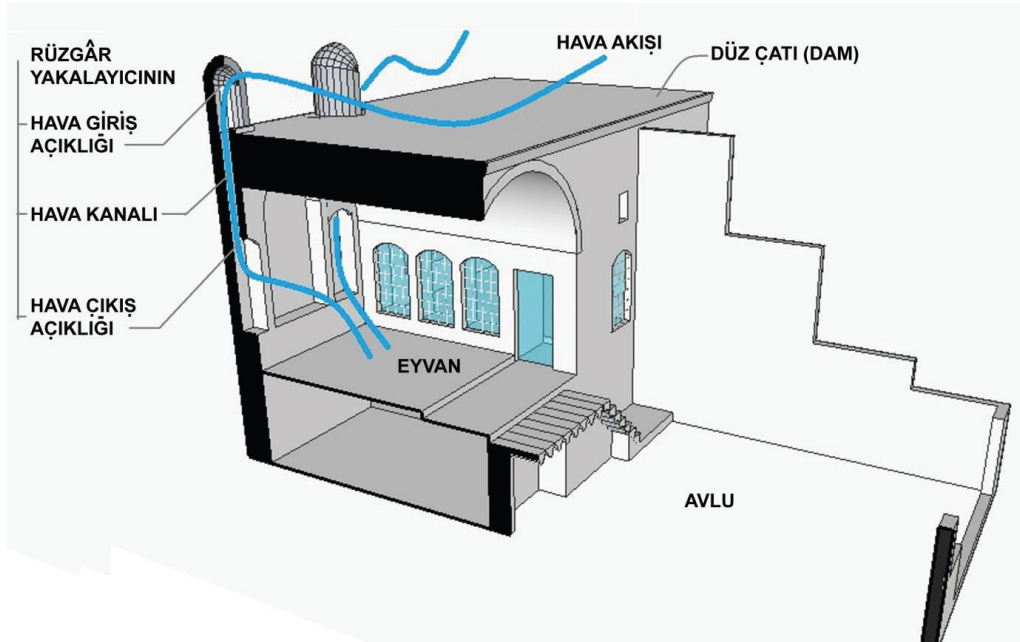 RÜZGÂR
YAKALAYICININ
HAVA GİRİŞ
AÇIKLIĞI
HAVA KANALI
HAVA ÇIKIŞ
AÇIKLIĞI
HAVA AKIŞI
DÜZ ÇATI (DAM)
EYVAN
AVLU